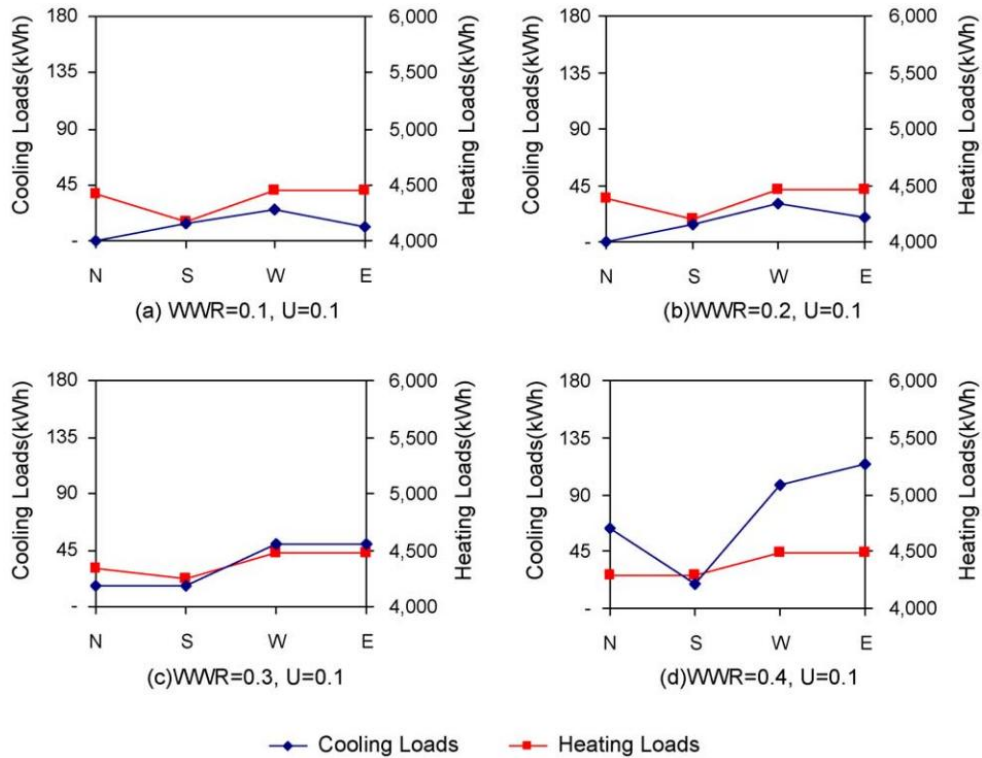 Cooling Loads(kWh)
180
135
90
45
-
6,000
5,500
5,000
4,500
4,000
Heating Loads(kWh)
N S W E
(a) WWR=0.1, U=0.1
Cooling Loads(kWh)
180
135
90
45
-
6,000
5,500
5,000
4,500
4,000
Heating Loads(kWh)
N S W E
(b)WWR=0.2, U=0.1
Cooling Loads(kWh)
180
135
90
45
-
6,000
5,500
5,000
4,500
4,000
Heating Loads(kWh)
N S W E
(c)WWR=0.3, U=0.1
Cooling Loads(kWh)
180
135
90
45
-
6,000
5,500
5,000
4,500
4,000
Heating Loads(kWh)
N S W E
(d)WWR=0.4, U=0.1
Cooling Loads
Heating Loads